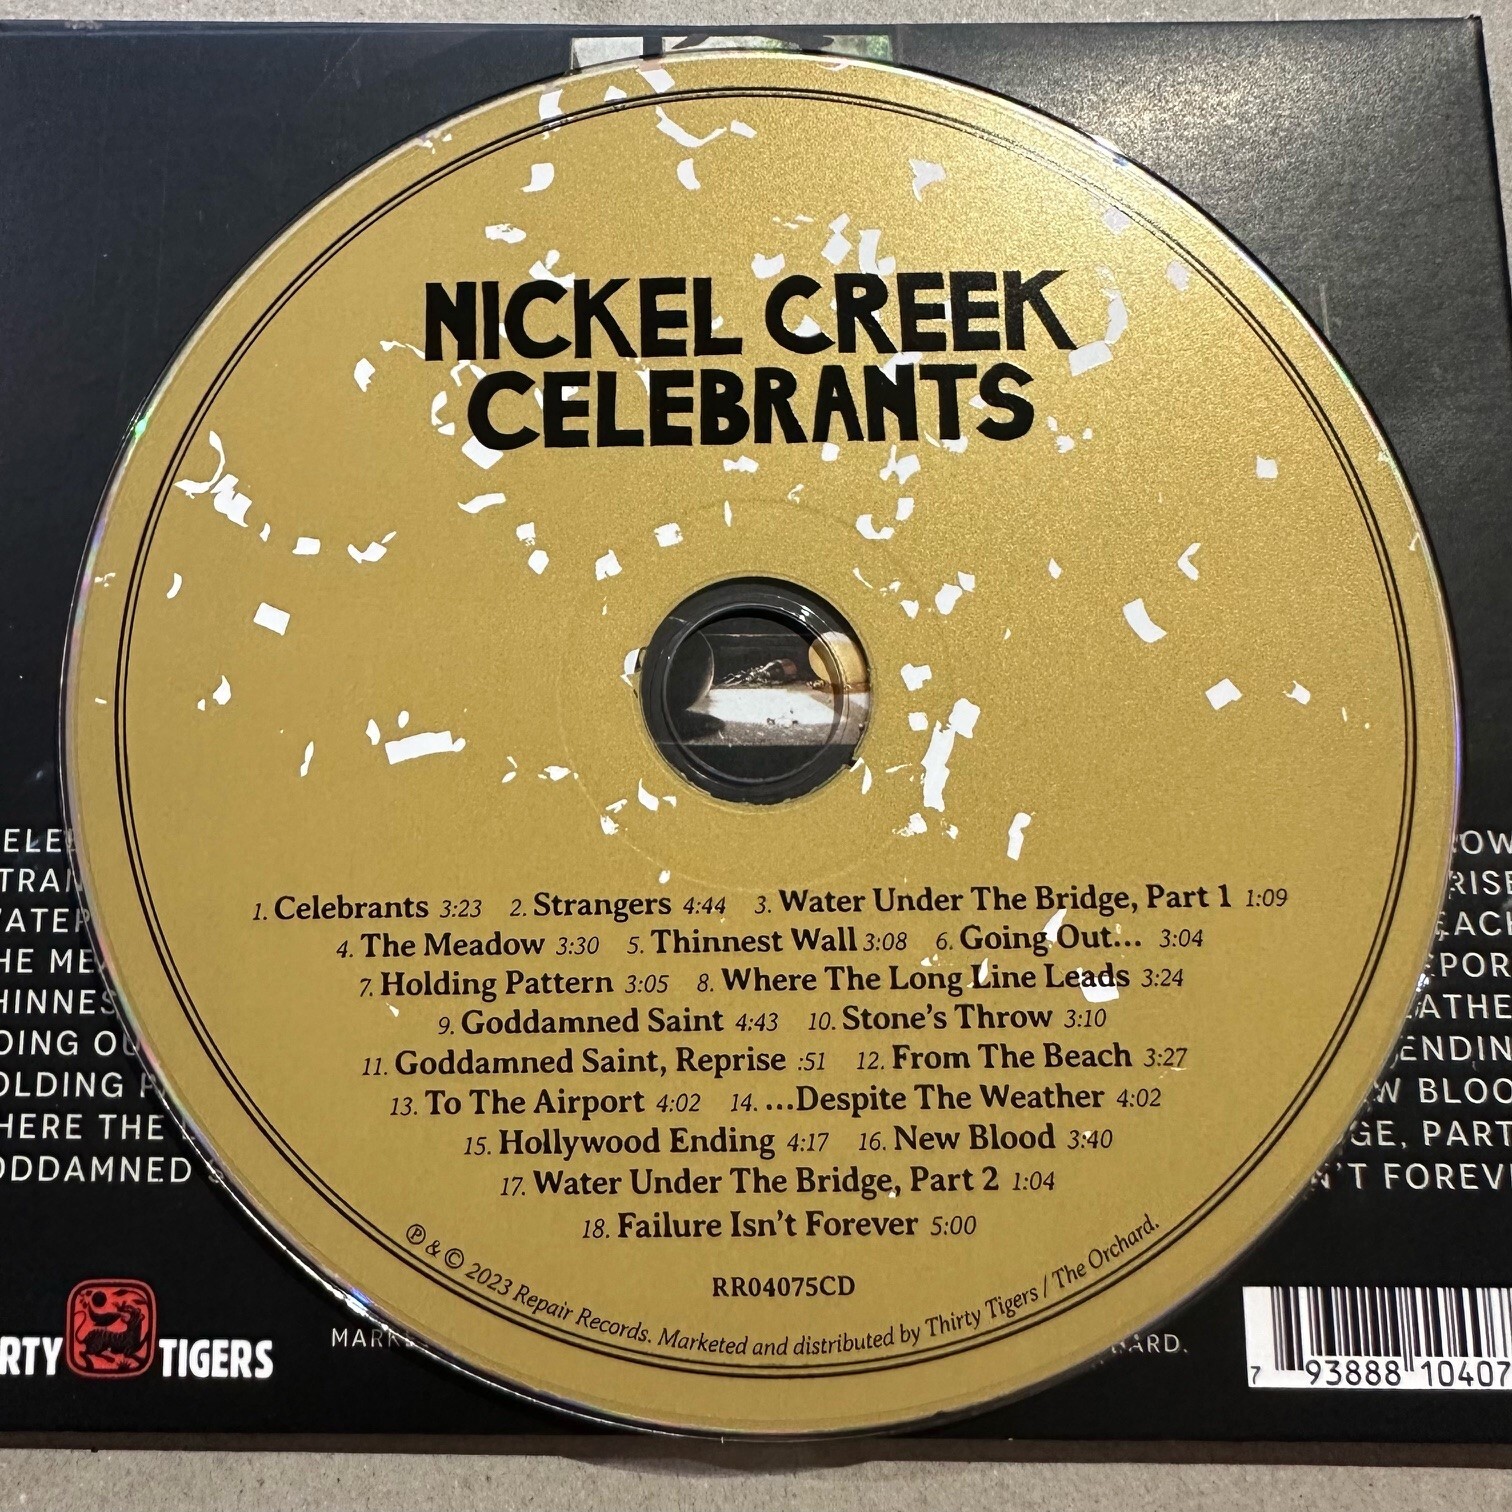 NICKEL CREEK
CELEBRANTS
1. Celebrants 3:23 2. Strangers 4:44 3. Water Under The Bridge, Part 1 1:09
4. The Meadow 3:30 5. Thinnest Wall 3:08 6. Going Out... 3:04
7. Holding Pattern 3:05 8. Where The Long Line Leads 3:24
9. Goddamned Saint 4:43 10. Stone's Throw 3:10
11. Goddamned Saint, Reprise :51 12. From The Beach 3:27
13. To The Airport 4:02 14. ...Despite The Weather 4:02
15. Hollywood Ending 4:17 16. New Blood 3:40
17. Water Under The Bridge, Part 2 1:04
18. Failure Isn't Forever 5:00
RR04075CD
℗ & © 2023 Repair Records. Marketed and distributed by Thirty Tigers / The Orchard.
HERE THE
BLOO
PART
TIGERS
7 93888 10407